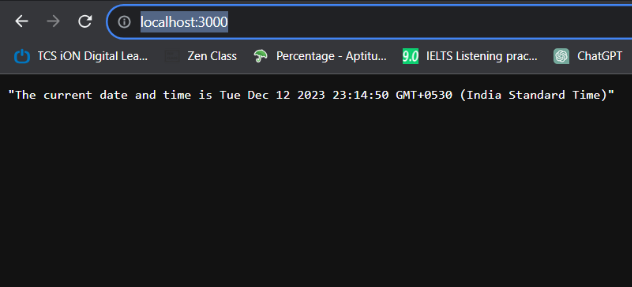 localhost:3000
TCS iON Digital Lea... Zen Class Percentage - Aptitu... 9.0 IELTS Listening prac... ChatGPT
"The current date and time is Tue Dec 12 2023 23:14:50 GMT+0530 (India Standard Time)"